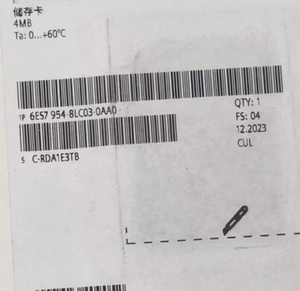 儲存卡
4MB
Ta: 0...+60°C
1P 6ES7 954-8LC03-0AA0
QTY: 1
S C-RDA1E3TB
FS: 04
12.2023
CUL